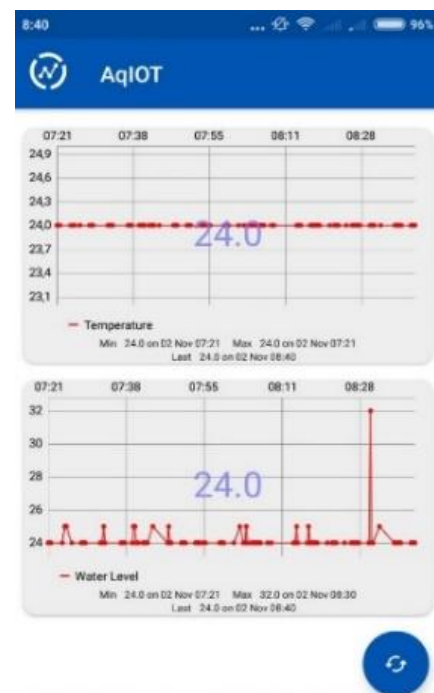 8:40 ... 96%
AqIOT
07:21 07:38 07:55 08:11 08:28
24,9
24,6
24,3
24,0
23,7
23,4
23,1
24.0
Temperature
Min 24.0 on 02 Nov 07:21 Max 24.0 on 02 Nov 07:21
Last 24.0 on 02 Nov 08:40
07:21 07:38 07:55 08:11 08:28
32
30
28
26
24
24.0
Water Level
Min 24.0 on 02 Nov 07:21 Max 32.0 on 02 Nov 08:30
Last 24.0 on 02 Nov 08:40